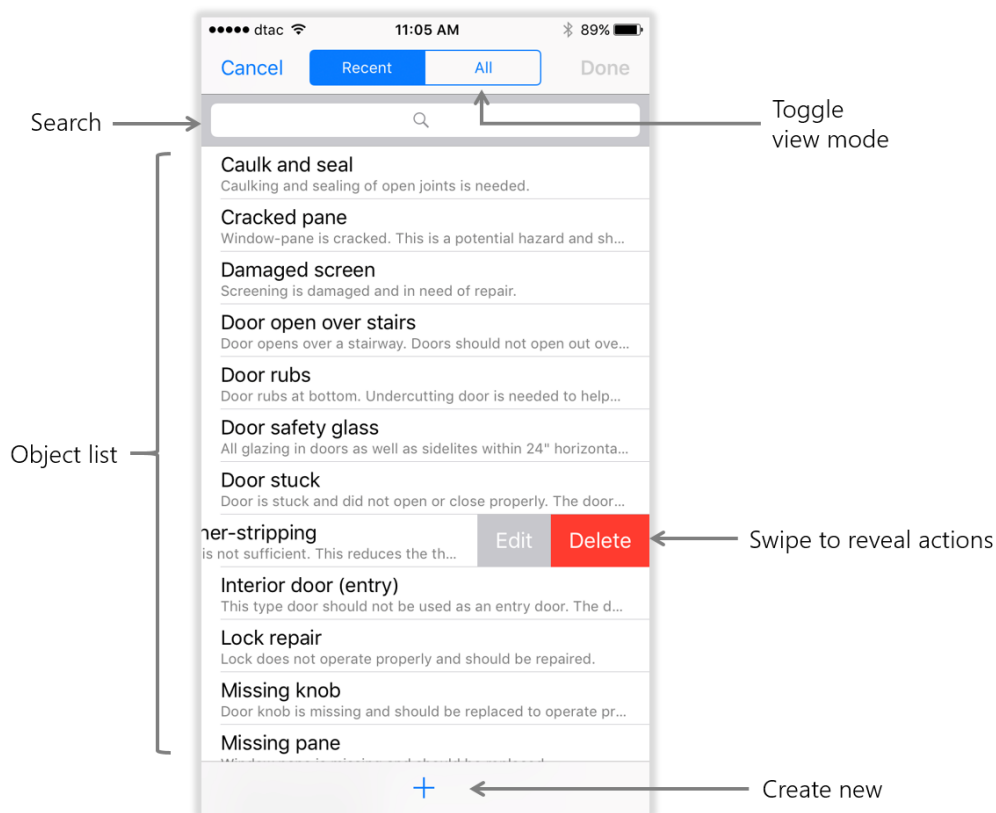 dtac 11:05 AM 89%
Cancel Recent All Done
Search
Toggle
view mode
Caulk and seal
Caulking and sealing of open joints is needed.
Cracked pane
Window-pane is cracked. This is a potential hazard and sh...
Damaged screen
Screening is damaged and in need of repair.
Door open over stairs
Door opens over a stairway. Doors should not open out ove...
Door rubs
Door rubs at bottom. Undercutting door is needed to help...
Door safety glass
All glazing in doors as well as sidelites within 24" horizonta...
Object list
Door stuck
Door is stuck and did not open or close properly. The door...
her-stripping
is not sufficient. This reduces the th...
Edit Delete
Swipe to reveal actions
Interior door (entry)
This type door should not be used as an entry door. The d...
Lock repair
Lock does not operate properly and should be repaired.
Missing knob
Door knob is missing and should be replaced to operate pr...
Missing pane
Create new